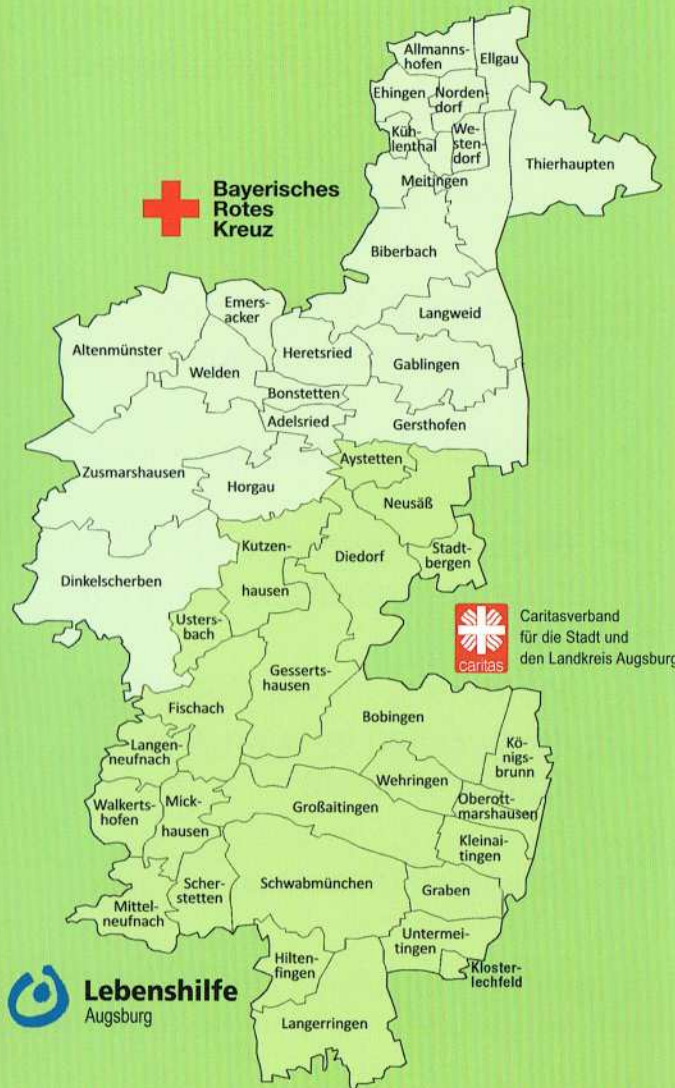 Allmanns-
hofen
Ellgau
Ehingen
Norden-
dorf
Küh-
lenthal
We-
sten-
dorf
Thierhaupten
Meitingen
Bayerisches
Rotes
Kreuz
Biberbach
Emers-
acker
Langweid
Altenmünster
Heretsried
Welden
Gablingen
Bonstetten
Adelsried
Gersthofen
Aystetten
Zusmarshausen
Horgau
Neusäß
Kutzen-
hausen
Diedorf
Stadt-
bergen
Dinkelscherben
Usters-
bach
caritas
Caritasverband
für die Stadt und
den Landkreis Augsburg
Gesserts-
hausen
Fischach
Bobingen
Langen-
neufnach
Kö-
nigs-
brunn
Wehringen
Walkerts-
hofen
Mick-
hausen
Großaitingen
Oberott-
marshausen
Kleinai-
tingen
Scher-
stetten
Schwabmünchen
Graben
Mittel-
neufnach
Untermei-
tingen
Hilten-
fingen
Kloster-
lechfeld
Lebenshilfe
Augsburg
Langerringen